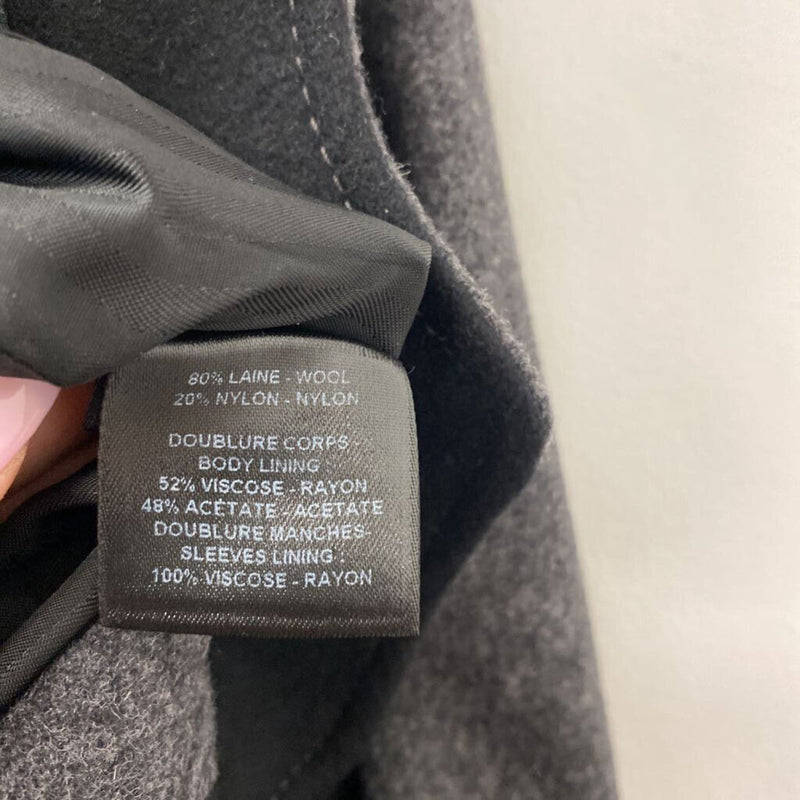 80% LAINE - WOOL
20% NYLON - NYLON
DOUBLURE CORPS -
BODY LINING
52% VISCOSE - RAYON
48% ACÉTATE - ACETATE
DOUBLURE MANCHES-
SLEEVES LINING :
100% VISCOSE - RAYON